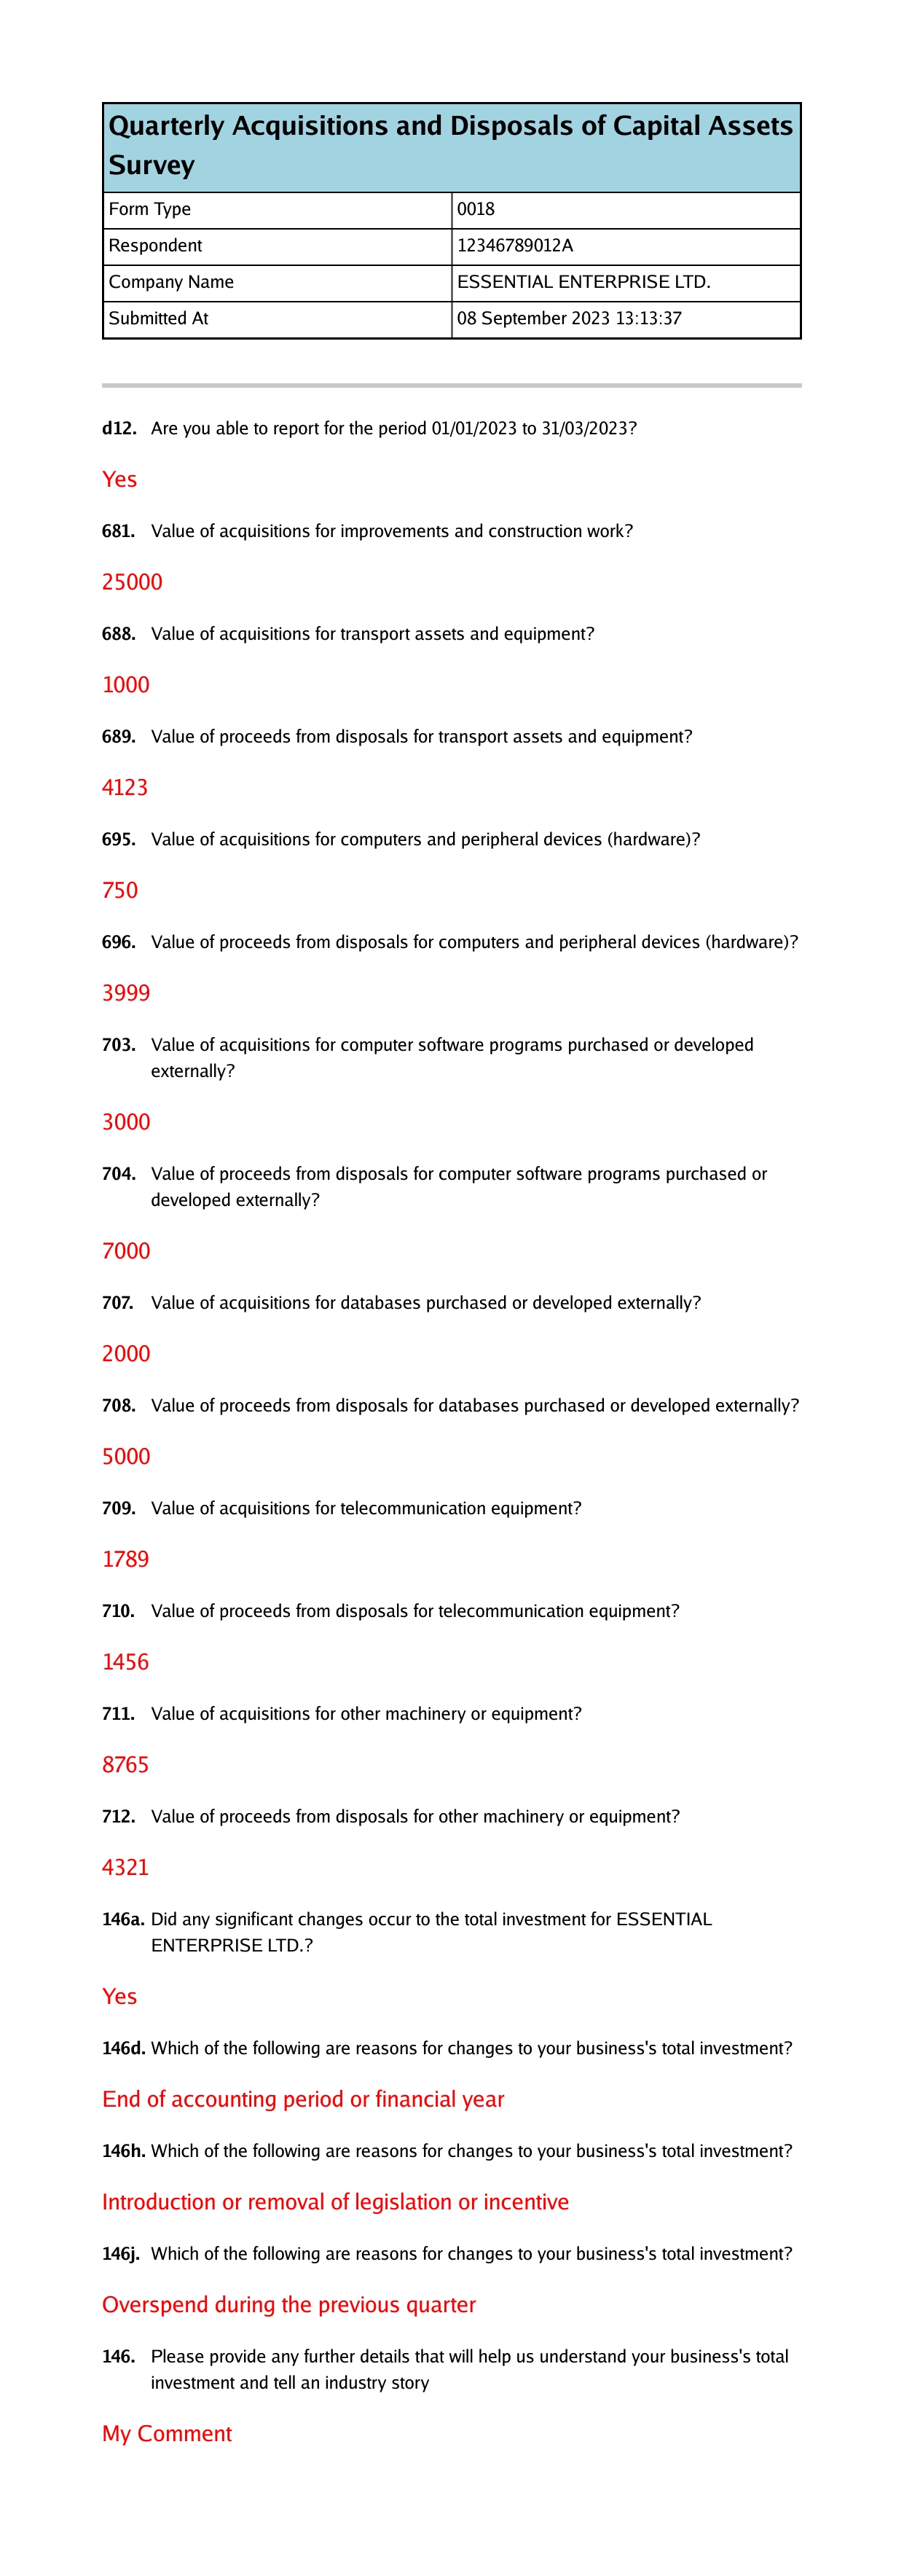 Quarterly Acquisitions and Disposals of Capital Assets
Survey
Form Type 0018
Respondent 12346789012A
Company Name ESSENTIAL ENTERPRISE LTD.
Submitted At 08 September 2023 13:13:37
d12. Are you able to report for the period 01/01/2023 to 31/03/2023?
Yes
681. Value of acquisitions for improvements and construction work?
25000
688. Value of acquisitions for transport assets and equipment?
1000
689. Value of proceeds from disposals for transport assets and equipment?
4123
695. Value of acquisitions for computers and peripheral devices (hardware)?
750
696. Value of proceeds from disposals for computers and peripheral devices (hardware)?
3999
703. Value of acquisitions for computer software programs purchased or developed
externally?
3000
704. Value of proceeds from disposals for computer software programs purchased or
developed externally?
7000
707. Value of acquisitions for databases purchased or developed externally?
2000
708. Value of proceeds from disposals for databases purchased or developed externally?
5000
709. Value of acquisitions for telecommunication equipment?
1789
710. Value of proceeds from disposals for telecommunication equipment?
1456
711. Value of acquisitions for other machinery or equipment?
8765
712. Value of proceeds from disposals for other machinery or equipment?
4321
146a. Did any significant changes occur to the total investment for ESSENTIAL
ENTERPRISE LTD.?
Yes
146d. Which of the following are reasons for changes to your business's total investment?
End of accounting period or financial year
146h. Which of the following are reasons for changes to your business's total investment?
Introduction or removal of legislation or incentive
146j. Which of the following are reasons for changes to your business's total investment?
Overspend during the previous quarter
146. Please provide any further details that will help us understand your business's total
investment and tell an industry story
My Comment